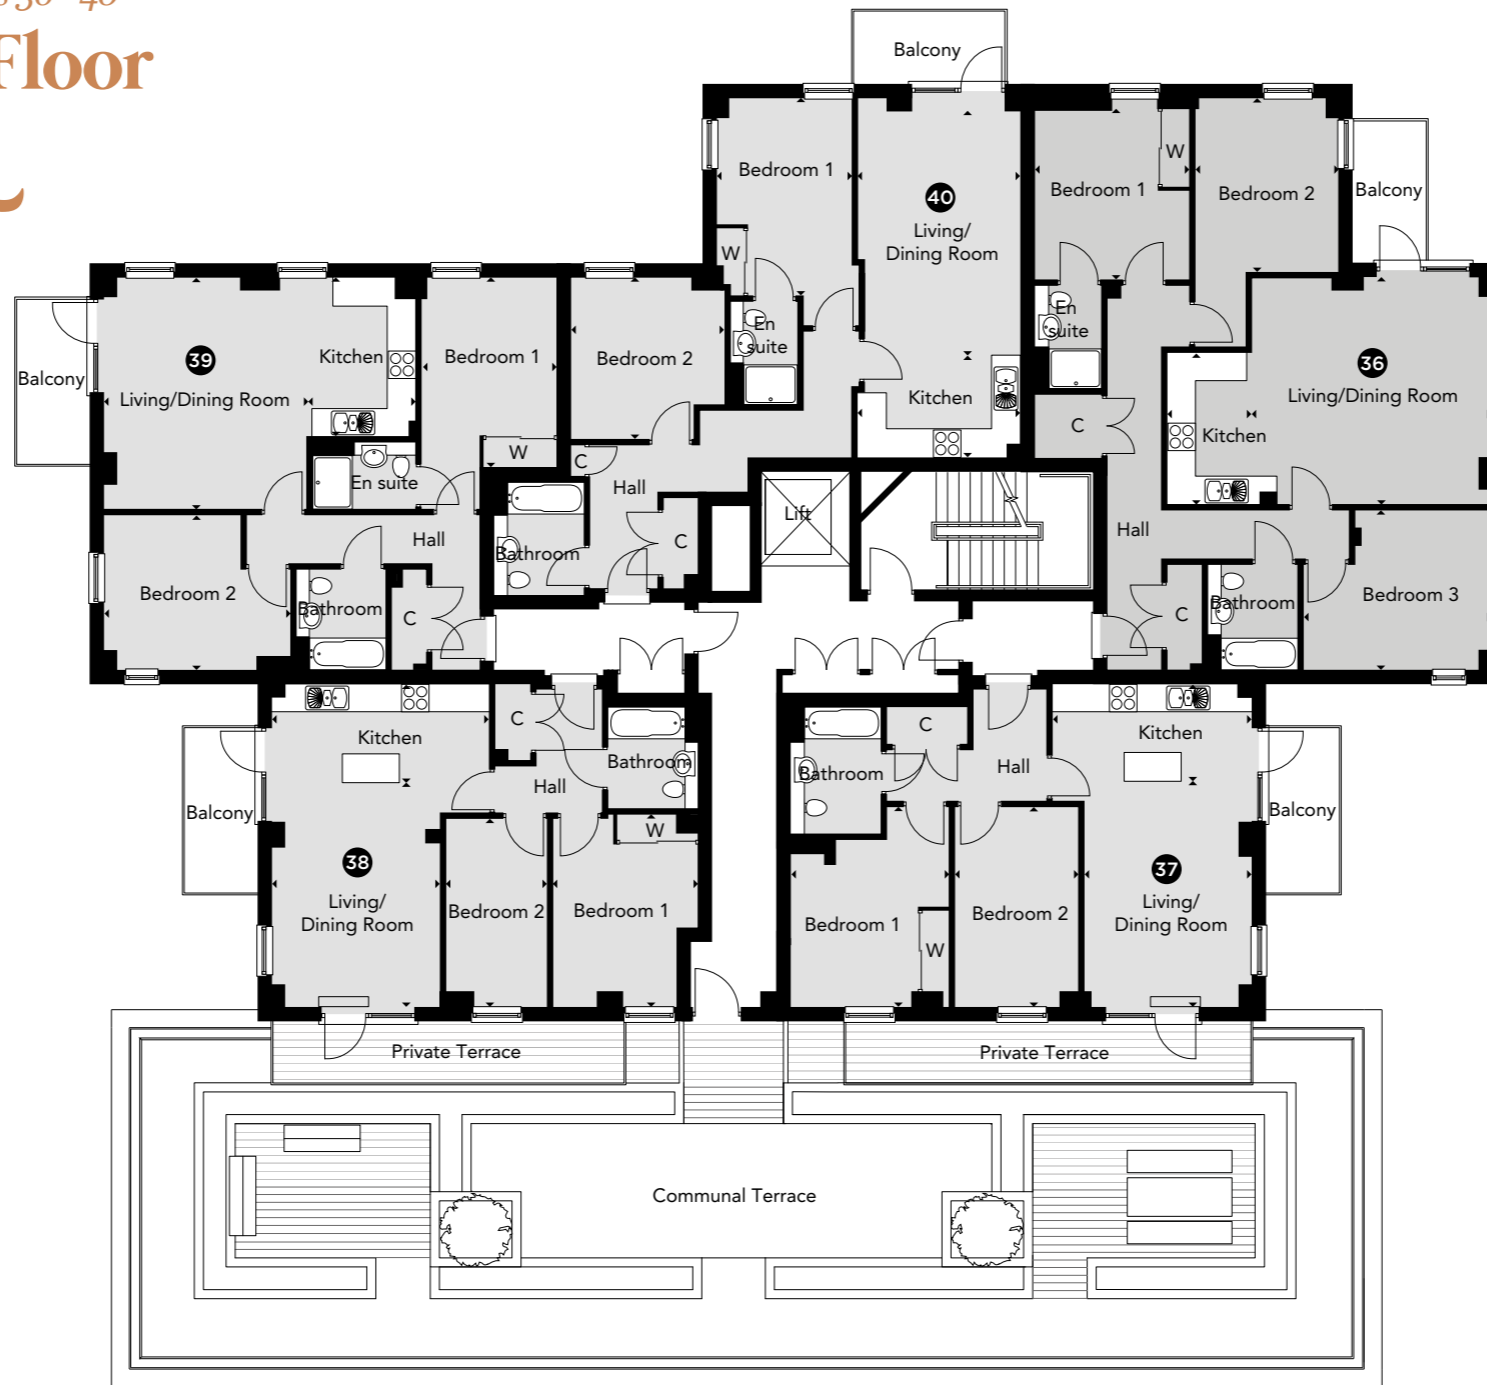 Floor
Balcony
Bedroom 1
W
En
suite
40
Living/
Dining Room
Kitchen
Bedroom 1
W
Bedroom 2
Balcony
En
suite
C
36
Living/Dining Room
Kitchen
Hall
Bathroom
C
Bedroom 3
39
Living/Dining Room
Kitchen
Balcony
Bedroom 1
W
En suite
Hall
Bedroom 2
Bathroom
C
Bedroom 2
C
Hall
Bathroom
C
Lift
Kitchen
C
Bathroom
Hall
Balcony
38
Living/
Dining Room
Bedroom 2
W
Bedroom 1
Private Terrace
C
Bathroom
Hall
Kitchen
Balcony
37
Living/
Dining Room
Bedroom 1
W
Bedroom 2
Private Terrace
Communal Terrace